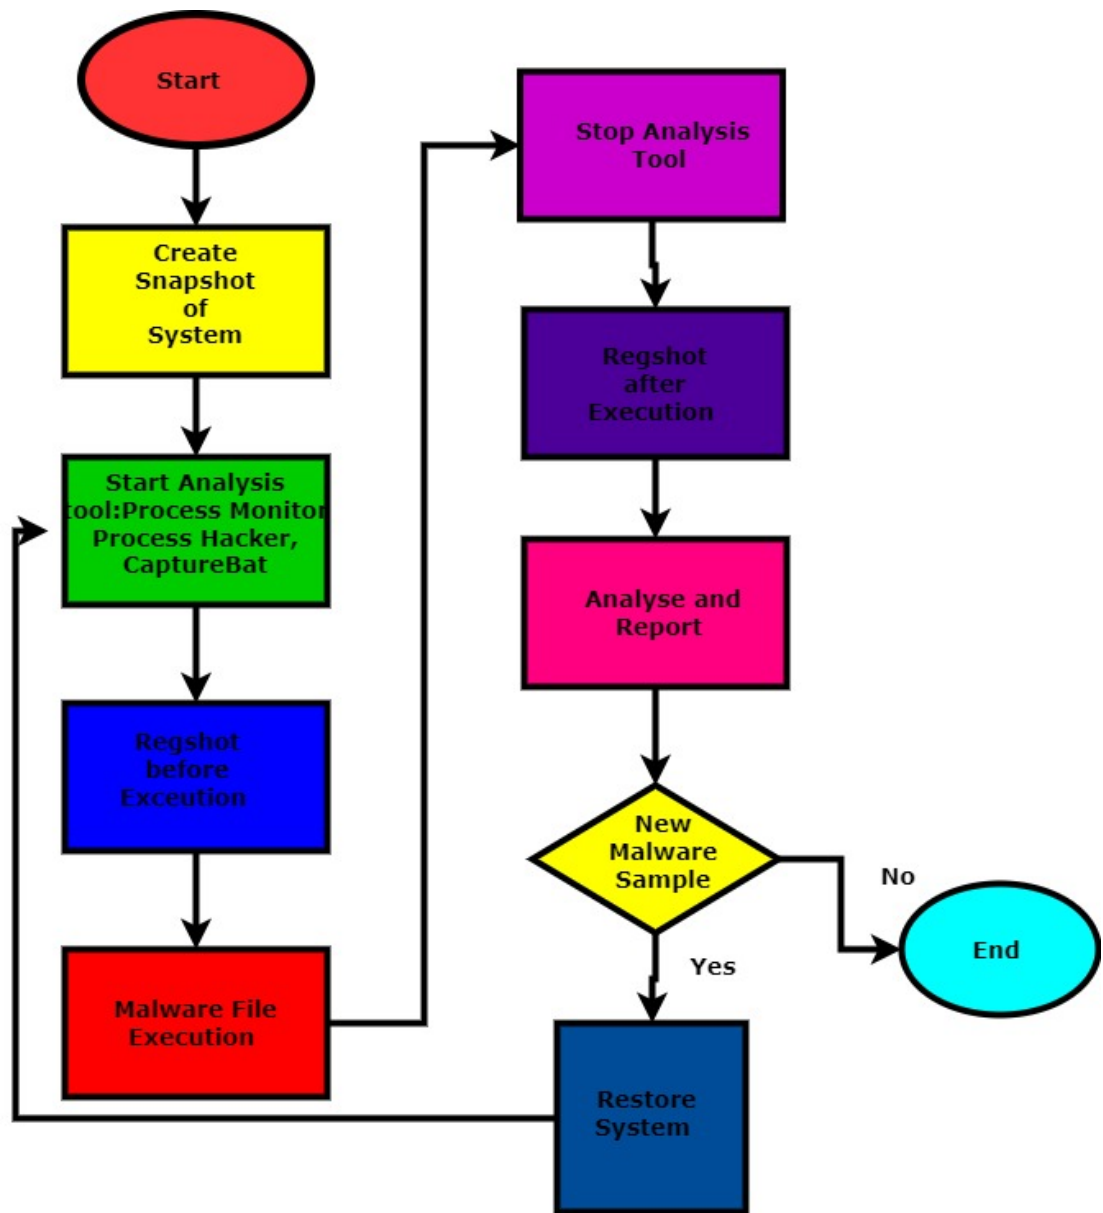 Start
Create
Snapshot
of
System
Start Analysis
tool:Process Monitor
Process Hacker,
CaptureBat
Regshot
before
Exceution
Malware File
Execution
Stop Analysis
Tool
Regshot
after
Execution
Analyse and
Report
New
Malware
Sample
No
End
Yes
Restore
System